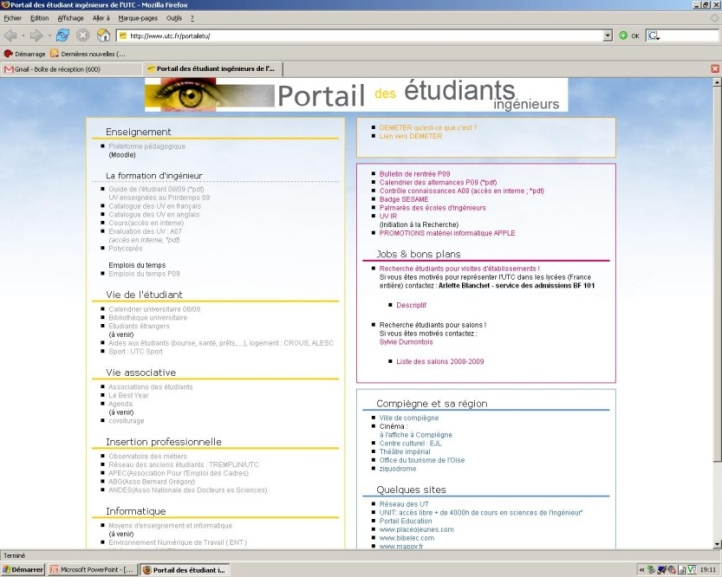 Portail des étudiant ingénieurs de l'UTC - Mozilla Firefox
Fichier Edition Affichage Aller à Marque-pages Outils ?
http://www.utc.fr/portailetu/
OK
Démarrage Dernières nouvelles (...
Gmail - Boîte de réception (600)
Portail des étudiant ingénieurs de l'...
Portail des étudiants ingénieurs
Enseignement
Plateforme pédagogique
(Moodle)
La formation d'ingénieur
Guide de l'étudiant 08/09 (*pdf)
UV enseignées au Printemps 09
Catalogue des UV en français
Catalogue des UV en anglais
Cours(accès en interne)
Evaluation des UV : A07
(accès en interne, *pdf)
Polycopiés
Emplois du temps
Emplois du temps P09
Vie de l'étudiant
Calendrier universitaire 08/09
Bibliothèque universitaire
Etudiants étrangers
(à venir)
Aides aux étudiants (bourse, santé, prêts,...), logement : CROUS, ALESC
Sport : UTC Sport
Vie associative
Associations des étudiants
Le Best Year
Agenda
(à venir)
covoiturage
Insertion professionnelle
Observatoire des métiers
Réseau des anciens étudiants : TREMPLINUTC
APEC(Association Pour l'Emploi des Cadres)
ABG(Asso Bernard Grégory)
ANDES(Asso Nationale des Docteurs es Sciences)
Informatique
Moyens d'enseignement et informatique
(à venir)
Environnement Numérique de Travail ( ENT )
DEMETER qu'est-ce que c'est ?
Lien vers DEMETER
Bulletin de rentrée P09
Calendrier des alternances P09 (*pdf)
Contrôle connaissances A09 (accès en interne ; *pdf)
Badge SESAME
Palmarès des écoles d'ingénieurs
UV IR
(Initiation à la Recherche)
PROMOTIONS matériel informatique APPLE
Jobs & bons plans
Recherche étudiants pour visites d'établissements !
Si vous êtes motivés pour représenter l'UTC dans les lycées (France
entière) contactez : Arlette Blanchet - service des admissions BF 101
Descriptif
Recherche étudiants pour salons !
Si vous êtes motivés contactez :
Sylvie Dumontois
Liste des salons 2008-2009
Compiègne et sa région
Ville de compiègne
Cinéma :
à l'affiche à Compiègne
Centre culturel : EJL
Théâtre impérial
Office du tourisme de l'Oise
ziquodrome
Quelques sites
Réseau des UT
UNIT: accès libre + de 4000h de cours en sciences de l'ingénieur"
Portail Education
www.placeojeunes.com
www.bibelec.com
www.mappy.fr
Terminé
Démarrer
Microsoft PowerPoint - [...
Portail des étudiant i...
19:11